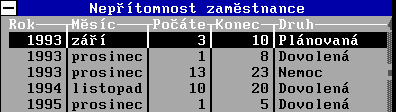 Nepřítomnost zaměstnance
Rok Měsíc Počáte Konec Druh
1993 září 3 10 Plánovaná
1993 prosinec 1 8 Dovolená
1993 prosinec 13 23 Nemoc
1994 listopad 10 20 Dovolená
1995 prosinec 1 5 Dovolená